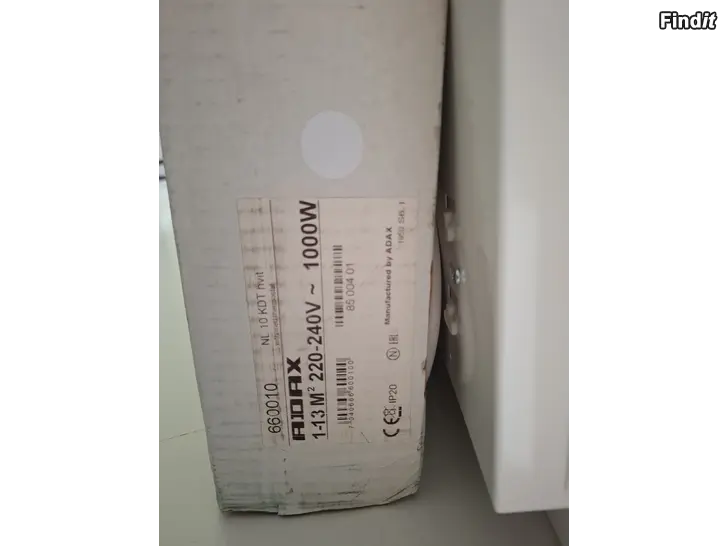 Findit
660010
NL 10 KDT hvit
ADAX
1-13 M² 220-240V ~ 1000W
85 004 01
Manufactured by ADAX
N
CE IP20